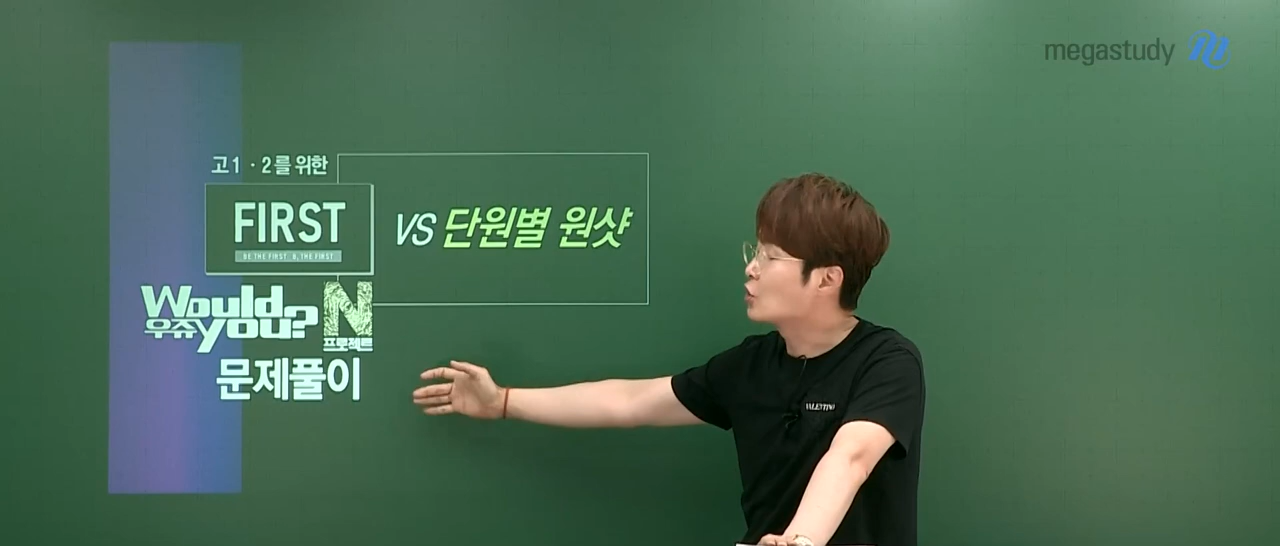 megastudy
고1·2를 위한
FIRST
BE THE FIRST B, THE FIRST
VS 단원별 원샷
Would you? N
우쥬 프로젝트
문제풀이
VALENTINO